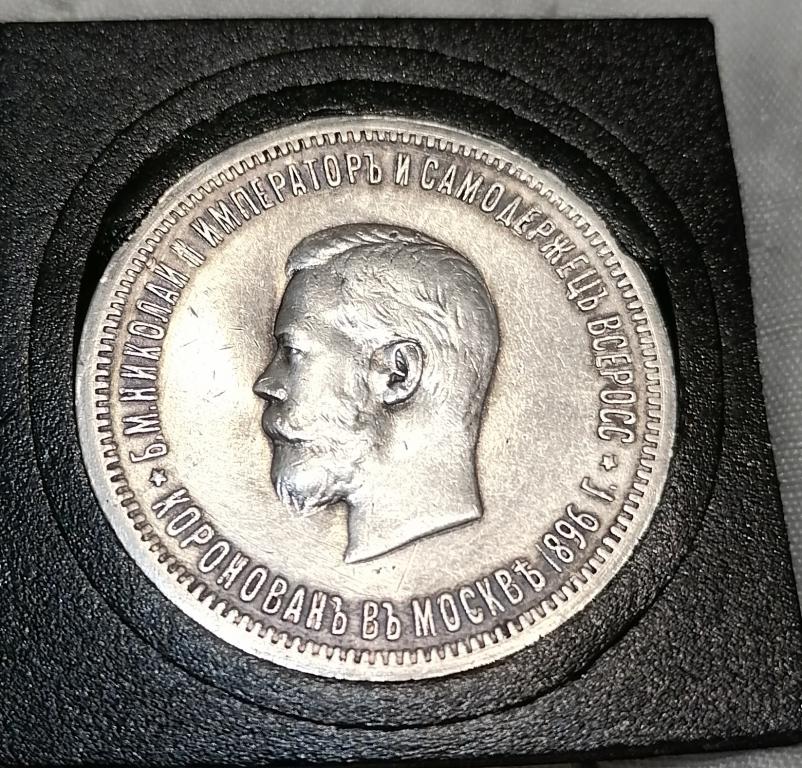 Б.М. НИКОЛАЙ II ИМПЕРАТОРЪ И САМОДЕРЖЕЦЪ ВСЕРОСС
★ КОРОНОВАНЪ ВЪ МОСКВѢ 1896 Г. ★